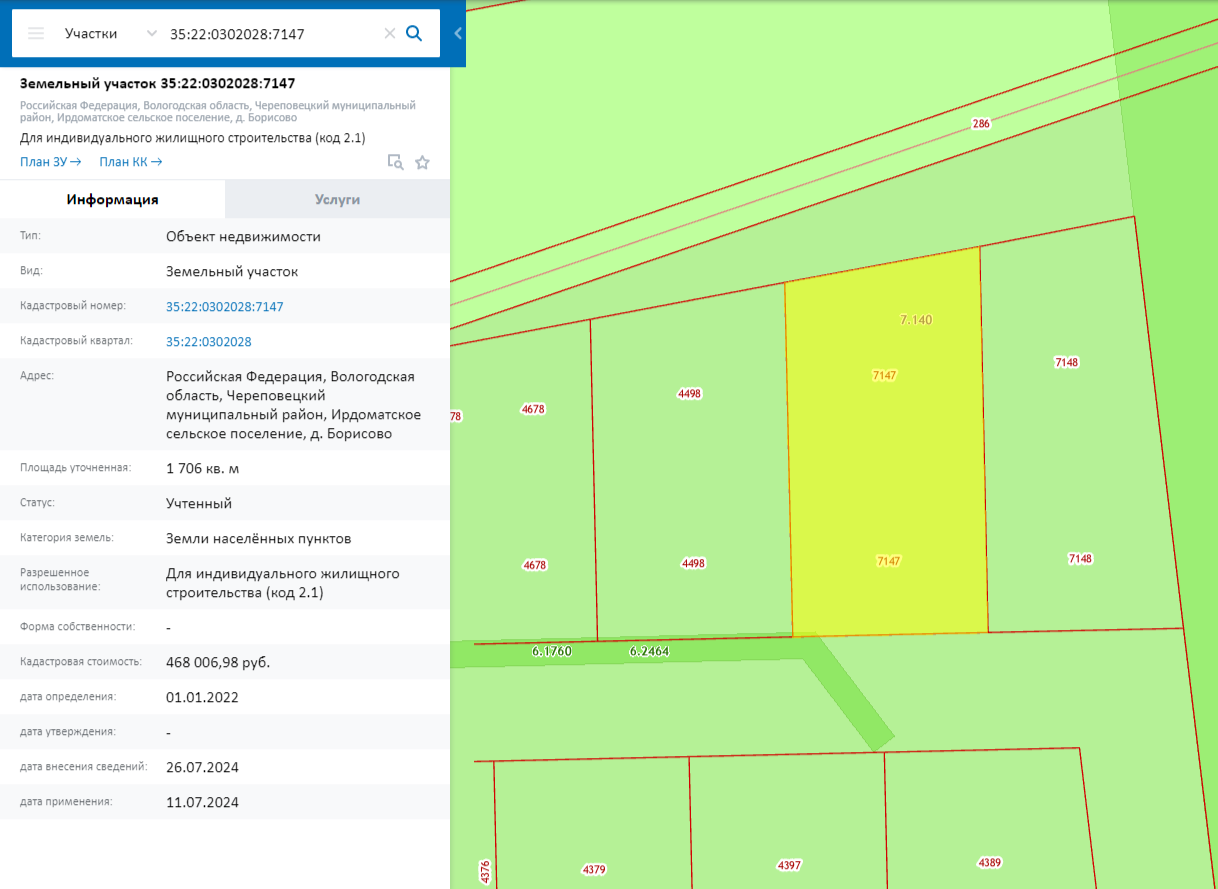 Участки
35:22:0302028:7147
Земельный участок 35:22:0302028:7147
Российская Федерация, Вологодская область, Череповецкий муниципальный
район, Ирдоматское сельское поселение, д. Борисово
Для индивидуального жилищного строительства (код 2.1)
План ЗУ→ План КК→
Информация
Услуги
Тип:
Объект недвижимости
Вид:
Земельный участок
Кадастровый номер:
35:22:0302028:7147
Кадастровый квартал:
35:22:0302028
Адрес:
Российская Федерация, Вологодская
область, Череповецкий
муниципальный район, Ирдоматское
сельское поселение, д. Борисово
Площадь уточненная:
1 706 кв. м
Статус:
Учтенный
Категория земель:
Земли населённых пунктов
Разрешенное
использование:
Для индивидуального жилищного
строительства (код 2.1)
Форма собственности:
-
Кадастровая стоимость:
468 006,98 руб.
дата определения:
01.01.2022
дата утверждения:
-
дата внесения сведений:
26.07.2024
дата применения:
11.07.2024
286
7.140
7148
7147
4498
4678
78
7148
7147
4498
4678
6.1760
6.2464
4376
4379
4397
4389